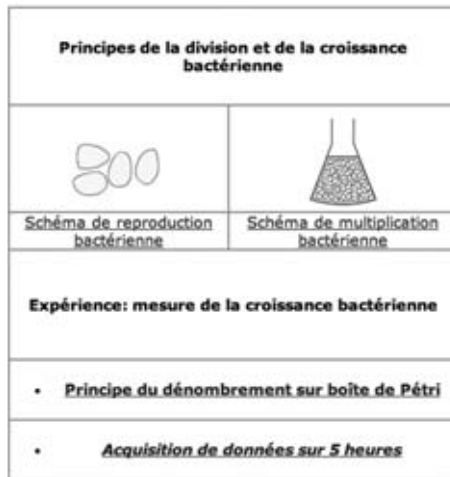 Principes de la division et de la croissance
bactérienne
Schéma de reproduction
bactérienne
Schéma de multiplication
bactérienne
Expérience: mesure de la croissance bactérienne
• Principe du dénombrement sur boîte de Pétri
• Acquisition de données sur 5 heures